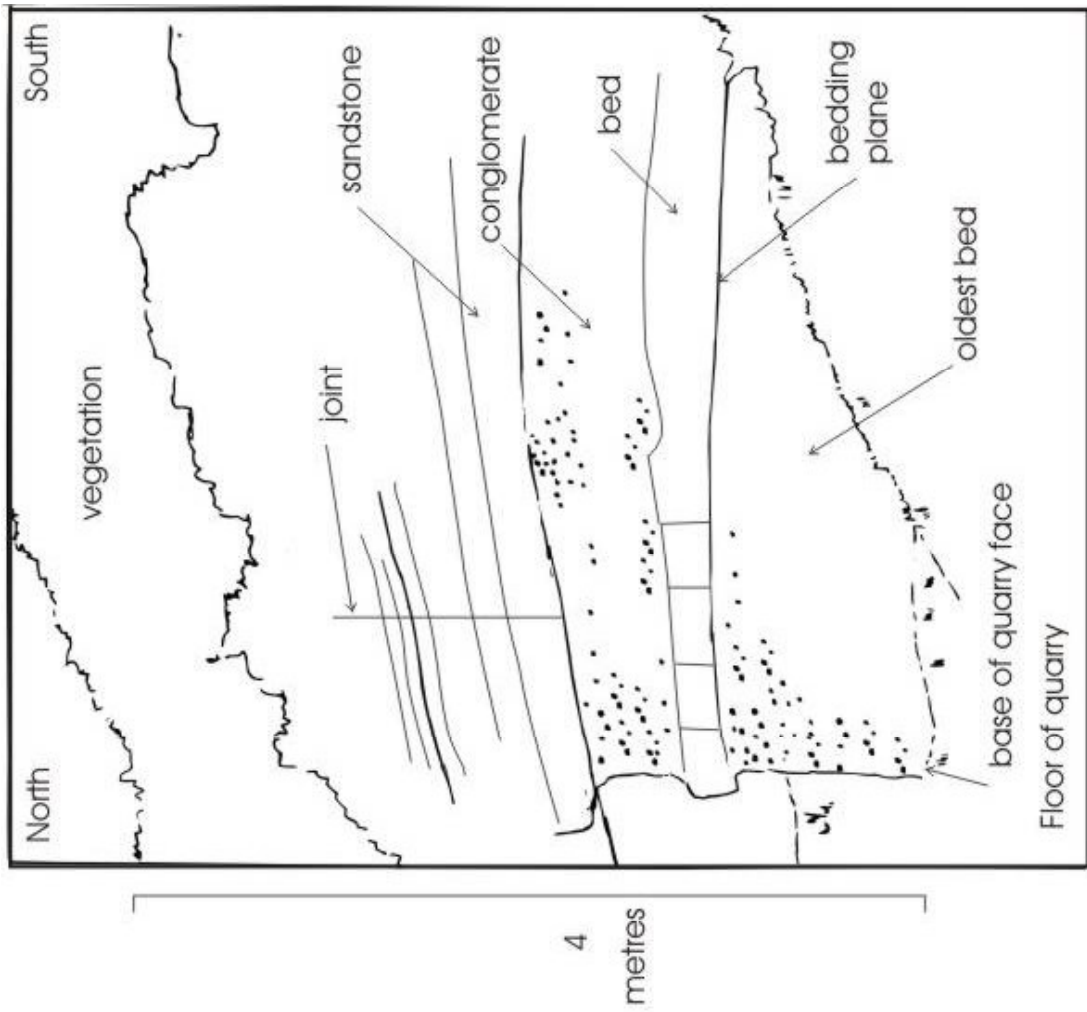 North
South
vegetation
joint
sandstone
conglomerate
bed
bedding
plane
oldest bed
base of quarry face
Floor of quarry
4
metres